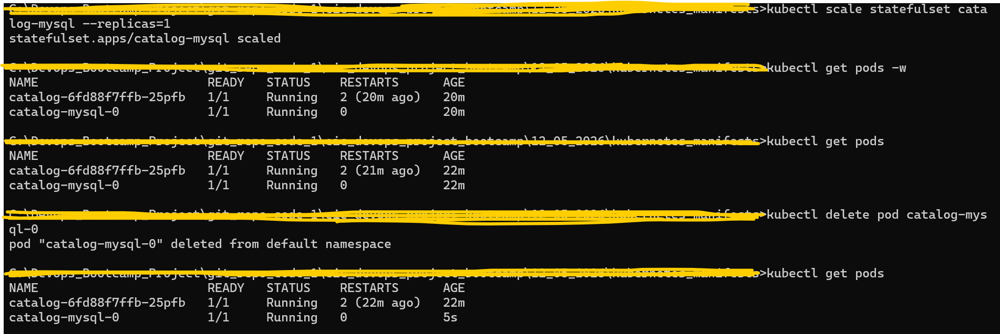 kubectl scale statefulset cata
log-mysql --replicas=1
statefulset.apps/catalog-mysql scaled
kubectl get pods -w
NAME READY STATUS RESTARTS AGE
catalog-6fd88f7ffb-25pfb 1/1 Running 2 (20m ago) 20m
catalog-mysql-0 1/1 Running 0 20m
>kubectl get pods
NAME READY STATUS RESTARTS AGE
catalog-6fd88f7ffb-25pfb 1/1 Running 2 (21m ago) 22m
catalog-mysql-0 1/1 Running 0 22m
>kubectl delete pod catalog-mys
ql-0
pod "catalog-mysql-0" deleted from default namespace
>kubectl get pods
NAME READY STATUS RESTARTS AGE
catalog-6fd88f7ffb-25pfb 1/1 Running 2 (22m ago) 22m
catalog-mysql-0 1/1 Running 0 5s